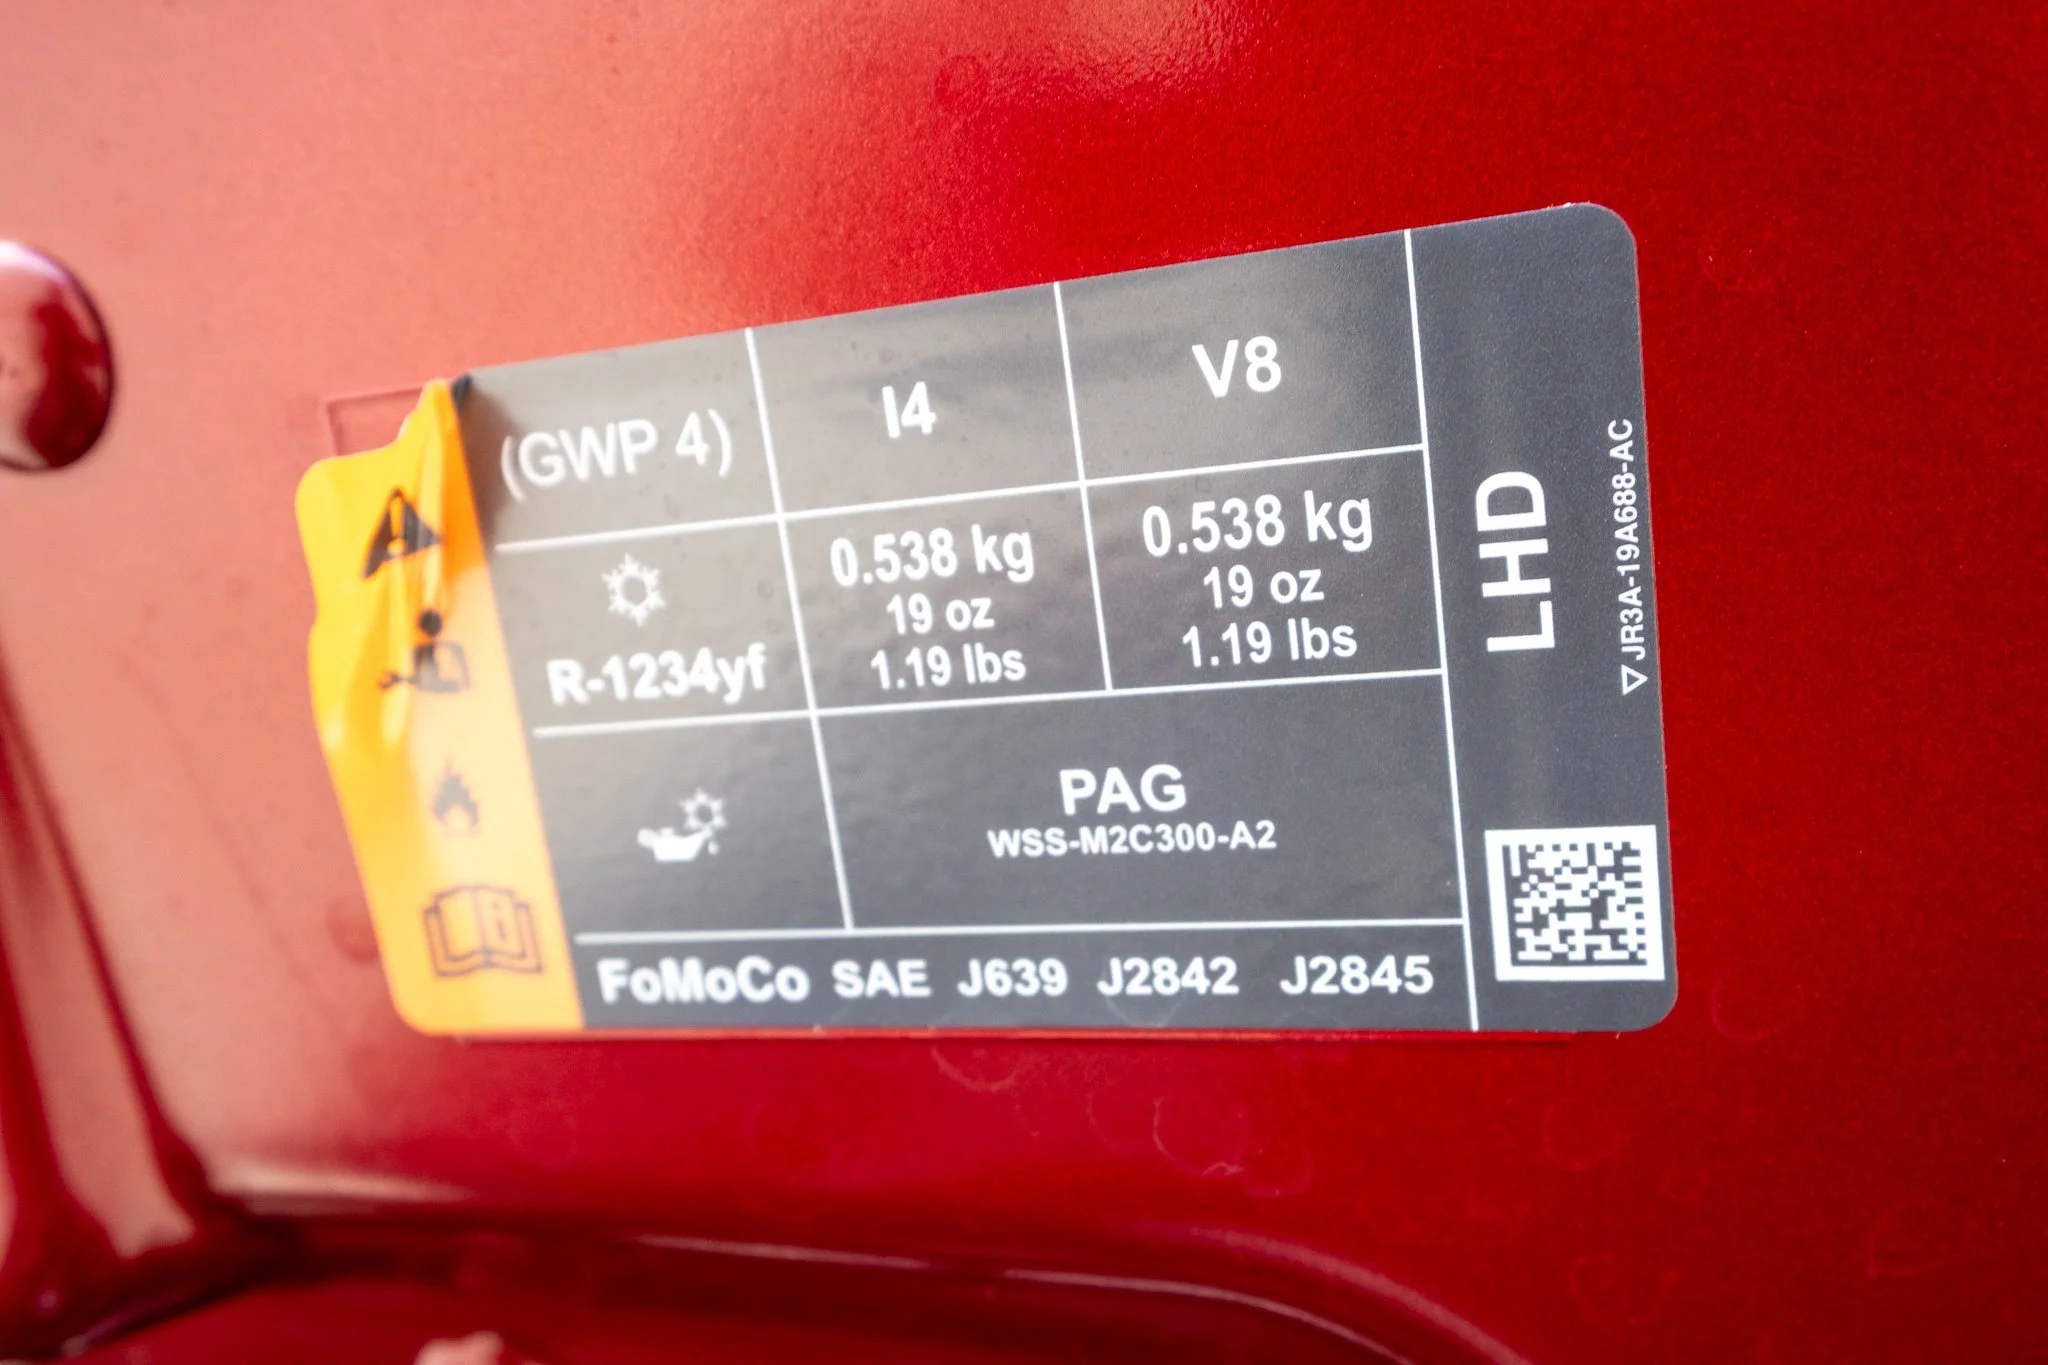 (GWP 4)
I4
V8
R-1234yf
0.538 kg
19 oz
1.19 lbs
0.538 kg
19 oz
1.19 lbs
PAG
WSS-M2C300-A2
FoMoCo SAE J639 J2842 J2845
LHD
JR3A-19A688-AC